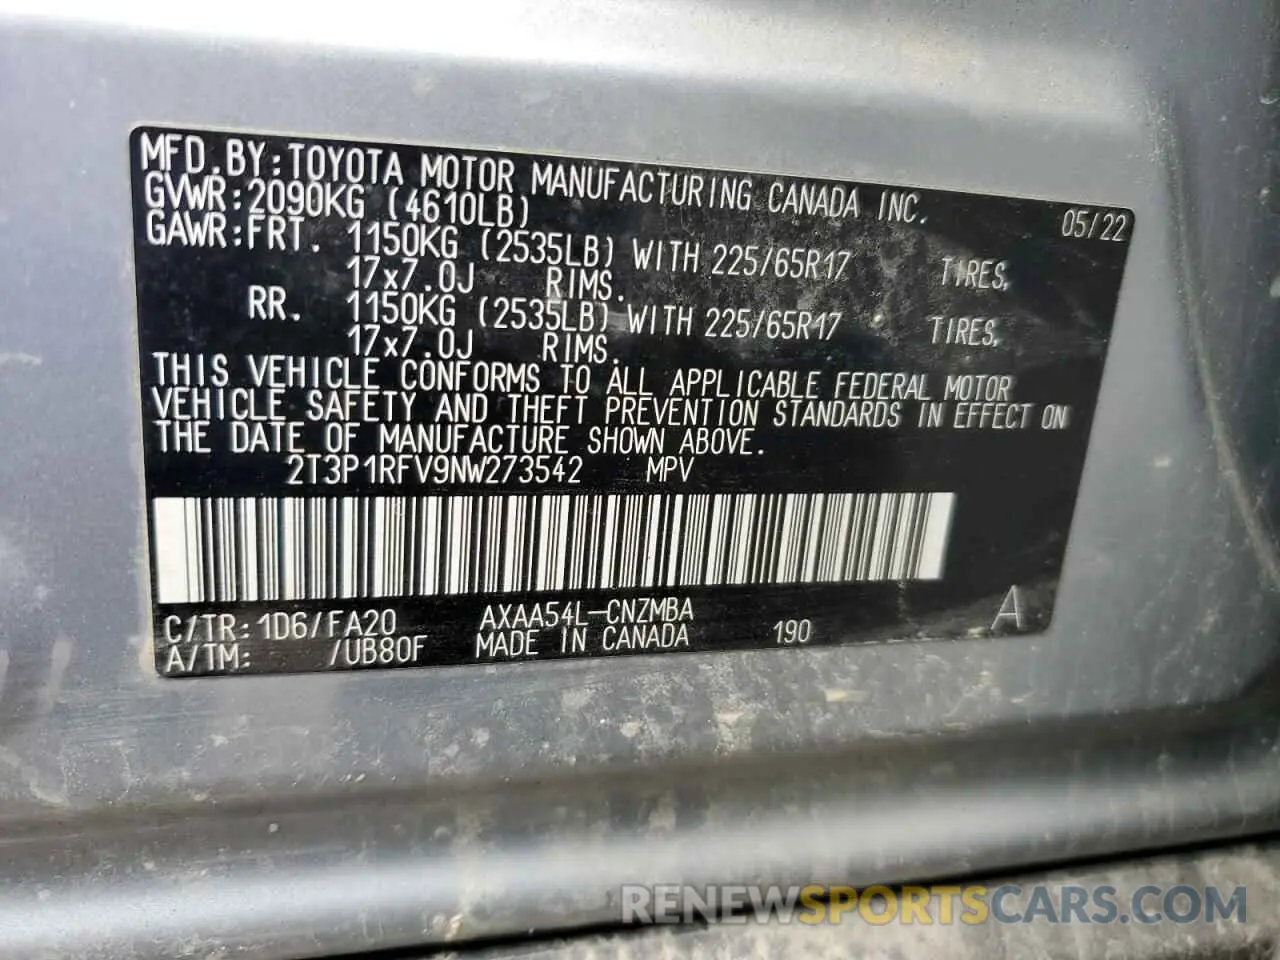 MFD.BY:TOYOTA MOTOR MANUFACTURING CANADA INC. 05/22
GVWR:2090KG (4610LB)
GAWR:FRT. 1150KG (2535LB) WITH 225/65R17 TIRES,
17x7.0J RIMS.
RR. 1150KG (2535LB) WITH 225/65R17 TIRES,
17x7.0J RIMS.
THIS VEHICLE CONFORMS TO ALL APPLICABLE FEDERAL MOTOR
VEHICLE SAFETY AND THEFT PREVENTION STANDARDS IN EFFECT ON
THE DATE OF MANUFACTURE SHOWN ABOVE.
2T3P1RFV9NW273542 MPV
C/TR:1D6/FA20 AXAA54L-CNZMBA
A/TM: /UB80F MADE IN CANADA 190 A
RENEWSPORTSCARS.COM